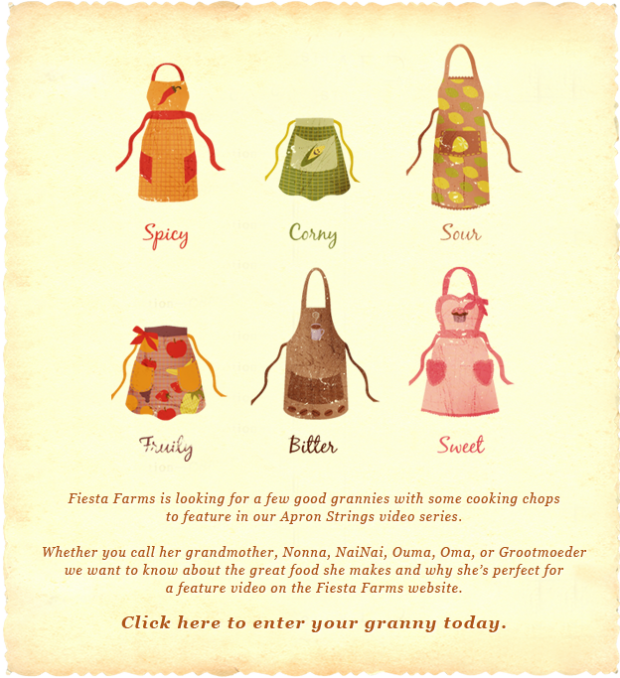 Spicy Corny Sour
Fruity Bitter Sweet
Fiesta Farms is looking for a few good grannies with some cooking chops
to feature in our Apron Strings video series.
Whether you call her grandmother, Nonna, NaiNai, Ouma, Oma, or Grootmoeder
we want to know about the great food she makes and why she's perfect for
a feature video on the Fiesta Farms website.
Click here to enter your granny today.